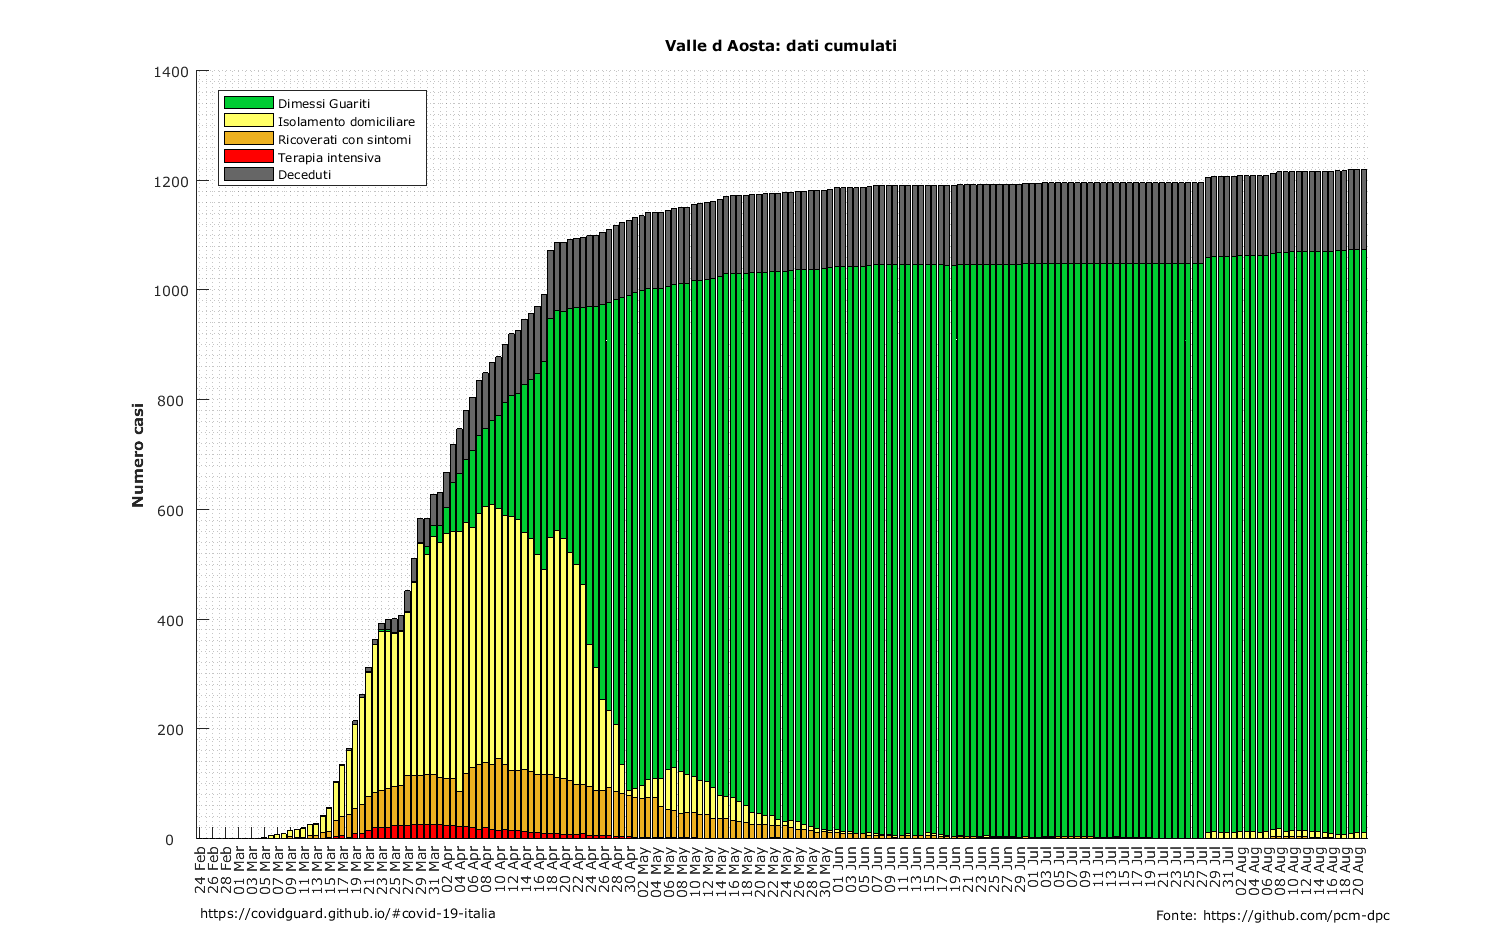 Valle d Aosta: dati cumulati
Dimessi Guariti
Isolamento domiciliare
Ricoverati con sintomi
Terapia intensiva
Deceduti
Numero casi
1400
1200
1000
800
600
400
200
0
24 Feb
26 Feb
28 Feb
01 Mar
03 Mar
05 Mar
07 Mar
09 Mar
11 Mar
13 Mar
15 Mar
17 Mar
19 Mar
21 Mar
23 Mar
25 Mar
27 Mar
29 Mar
31 Mar
02 Apr
04 Apr
06 Apr
08 Apr
10 Apr
12 Apr
14 Apr
16 Apr
18 Apr
20 Apr
22 Apr
24 Apr
26 Apr
28 Apr
30 Apr
02 May
04 May
06 May
08 May
10 May
12 May
14 May
16 May
18 May
20 May
22 May
24 May
26 May
28 May
30 May
01 Jun
03 Jun
05 Jun
07 Jun
09 Jun
11 Jun
13 Jun
15 Jun
17 Jun
19 Jun
21 Jun
23 Jun
25 Jun
27 Jun
29 Jun
01 Jul
03 Jul
05 Jul
07 Jul
09 Jul
11 Jul
13 Jul
15 Jul
17 Jul
19 Jul
21 Jul
23 Jul
25 Jul
27 Jul
29 Jul
31 Jul
02 Aug
04 Aug
06 Aug
08 Aug
10 Aug
12 Aug
14 Aug
16 Aug
18 Aug
20 Aug
https://covidguard.github.io/#covid-19-italia
Fonte: https://github.com/pcm-dpc